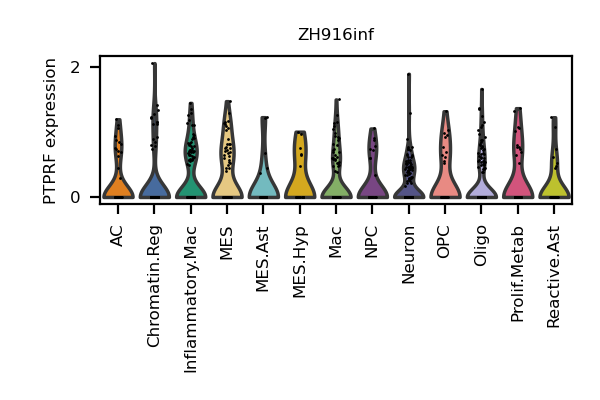 ZH916inf
PTPRF expression
2
0
AC
Chromatin.Reg
Inflammatory.Mac
MES
MES.Ast
MES.Hyp
Mac
NPC
Neuron
OPC
Oligo
Prolif.Metab
Reactive.Ast